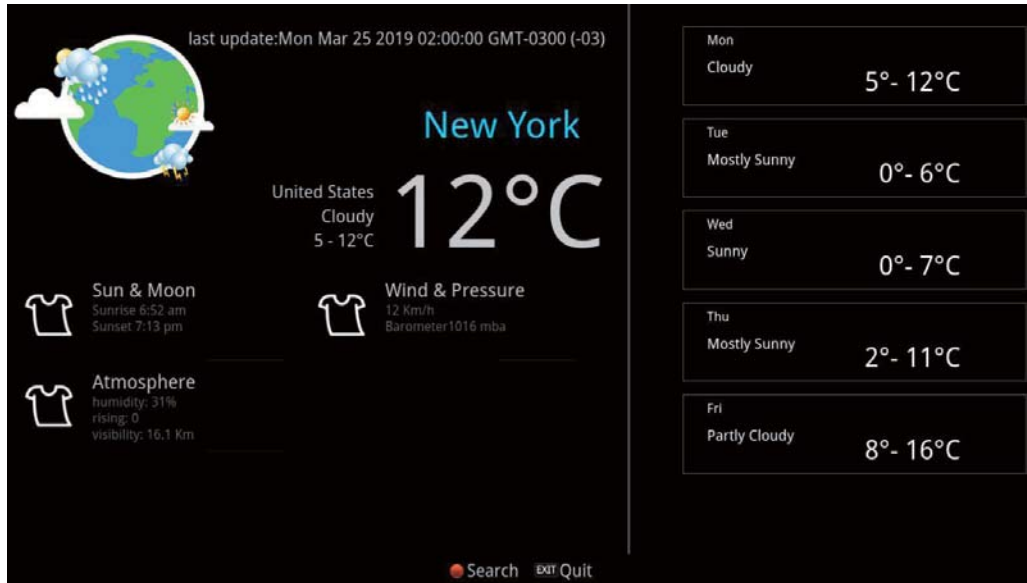 last update:Mon Mar 25 2019 02:00:00 GMT-0300 (-03)
New York
United States
Cloudy
5 - 12°C
12°C
Sun & Moon
Sunrise 6:52 am
Sunset 7:13 pm
Wind & Pressure
12 Km/h
Barometer1016 mba
Atmosphere
humidity: 31%
rising: 0
visibility: 16.1 Km
Mon
Cloudy
5°- 12°C
Tue
Mostly Sunny
0°- 6°C
Wed
Sunny
0°- 7°C
Thu
Mostly Sunny
2°- 11°C
Fri
Partly Cloudy
8°- 16°C
Search EXIT Quit